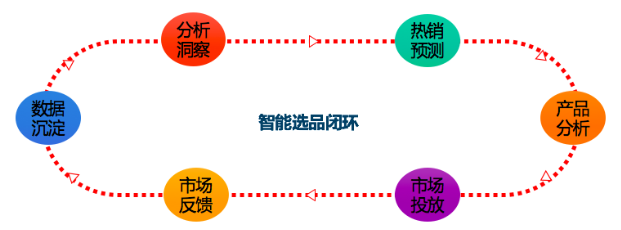 分析
洞察
热销
预测
数据
沉淀
智能选品闭环
产品
分析
市场
反馈
市场
投放